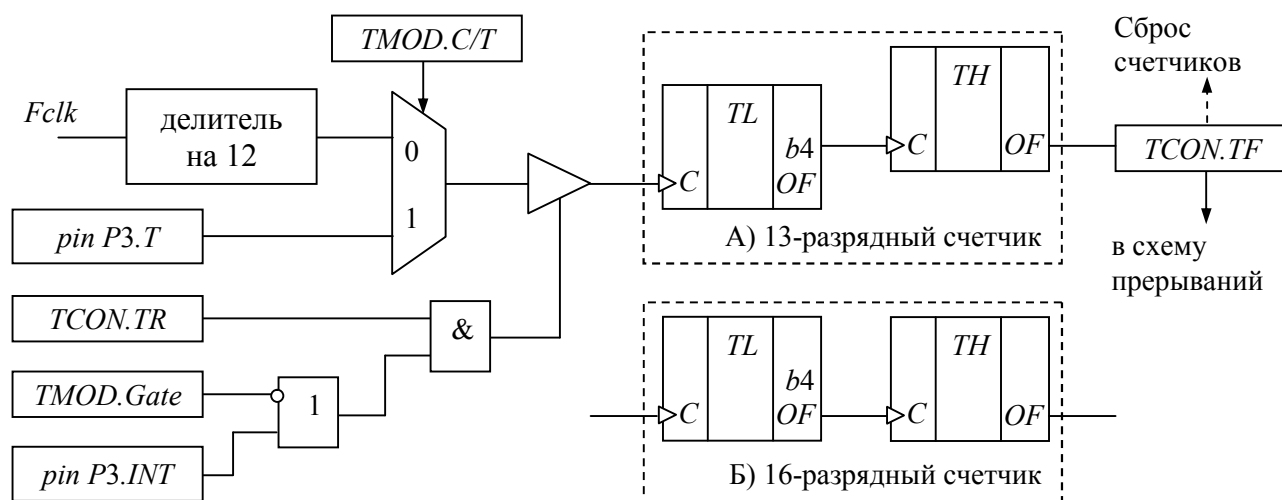 TMOD.C/T
Fclk
делитель
на 12
0
1
pin P3.T
TCON.TR
&
TMOD.Gate
1
pin P3.INT
C
TL
b4
OF
C
TH
OF
А) 13-разрядный счетчик
Сброс
счетчиков
TCON.TF
в схему
прерываний
C
TL
b4
OF
C
TH
OF
Б) 16-разрядный счетчик